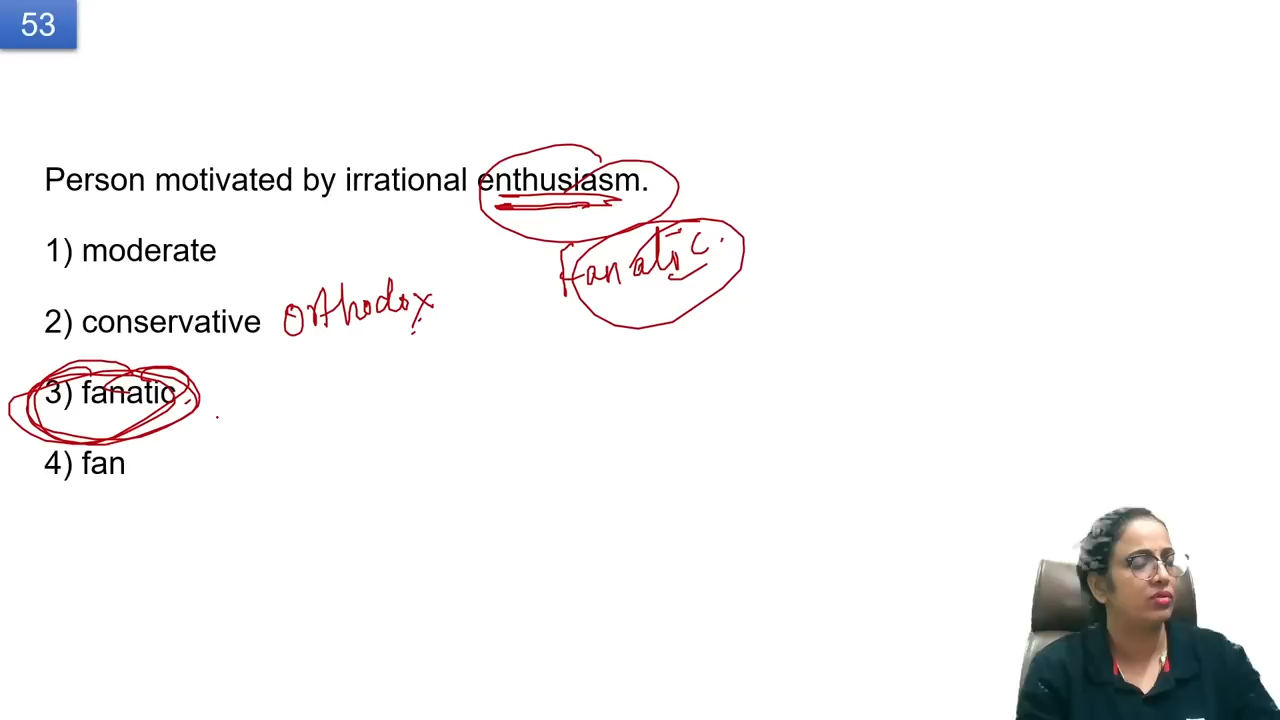 53
Person motivated by irrational enthusiasm.
1) moderate
fanatic.
2) conservative orthodox
3) fanatic
4) fan